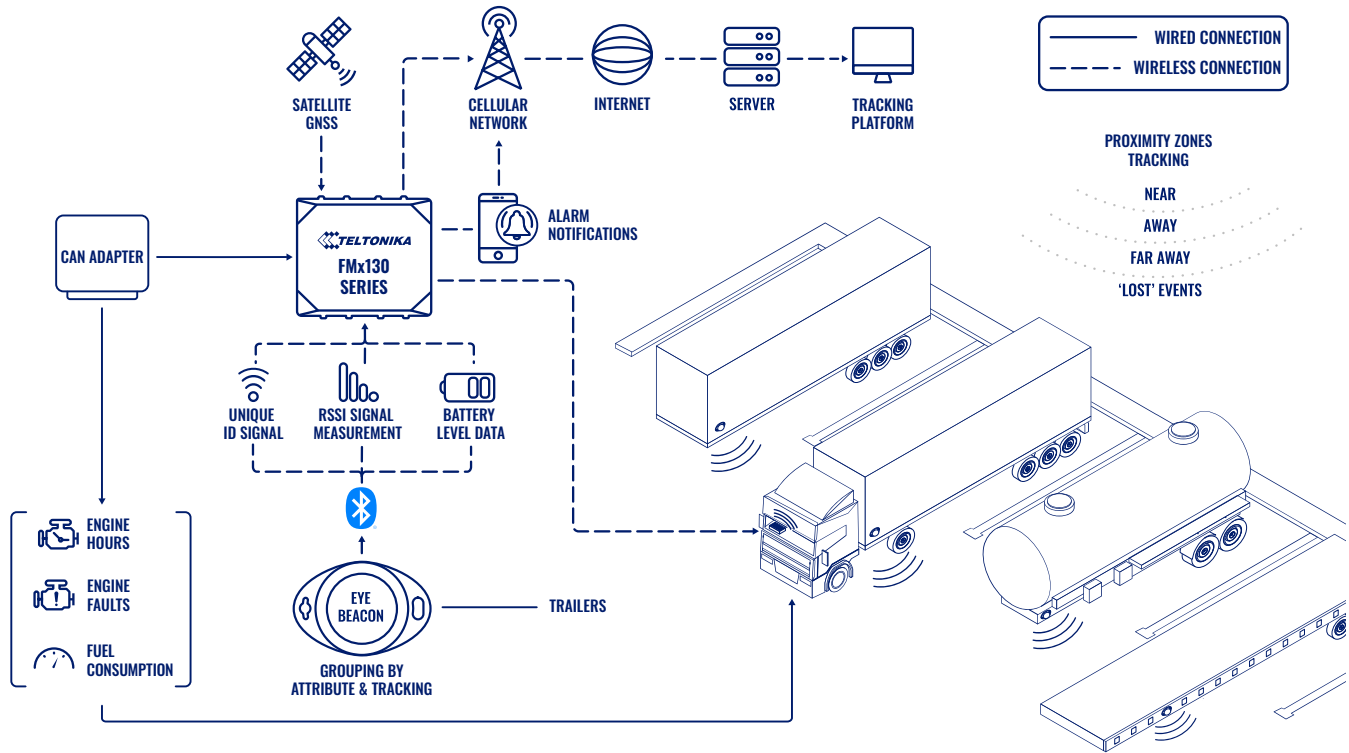 SATELLITE
GNSS
CELLULAR
NETWORK
INTERNET
SERVER
TRACKING
PLATFORM
WIRED CONNECTION
WIRELESS CONNECTION
PROXIMITY ZONES
TRACKING
NEAR
AWAY
FAR AWAY
‘LOST’ EVENTS
CAN ADAPTER
TELTONIKA
FMx130
SERIES
ALARM
NOTIFICATIONS
UNIQUE
ID SIGNAL
RSSI SIGNAL
MEASUREMENT
BATTERY
LEVEL DATA
ENGINE
HOURS
ENGINE
FAULTS
FUEL
CONSUMPTION
EYE
BEACON
TRAILERS
GROUPING BY
ATTRIBUTE & TRACKING